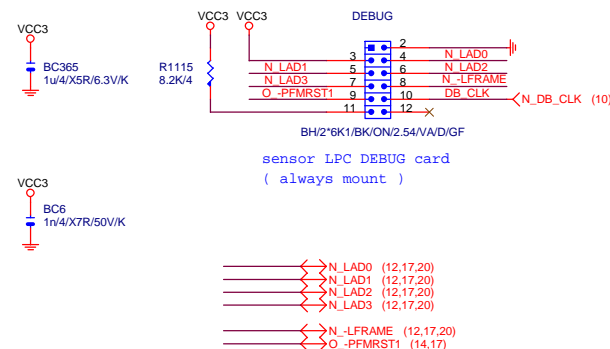 VCC3 VCC3 DEBUG
VCC3
2
3 4 N_LAD0
BC365 R1115 N_LAD1 5 6 N_LAD2
1u/4/X5R/6.3V/K 8.2K/4 N_LAD3 7 8 N_-LFRAME
O_-PFMRST1 9 10 DB_CLK N_DB_CLK (10)
11 12
BH/2*6K1/BK/ON/2.54/VA/D/GF
sensor LPC DEBUG card
( always mount )
VCC3
BC6
1n/4/X7R/50V/K
N_LAD0 (12,17,20)
N_LAD1 (12,17,20)
N_LAD2 (12,17,20)
N_LAD3 (12,17,20)
N_-LFRAME (12,17,20)
O_-PFMRST1 (14,17)